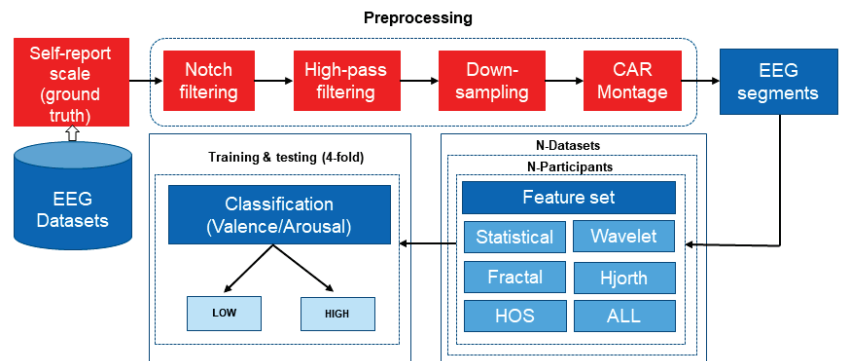 Preprocessing
Self-report
scale
(ground
truth)
Notch
filtering
High-pass
filtering
Down-
sampling
CAR
Montage
EEG
segments
EEG
Datasets
Training & testing (4-fold)
Classification
(Valence/Arousal)
LOW
HIGH
N-Datasets
N-Participants
Feature set
Statistical
Wavelet
Fractal
Hjorth
HOS
ALL